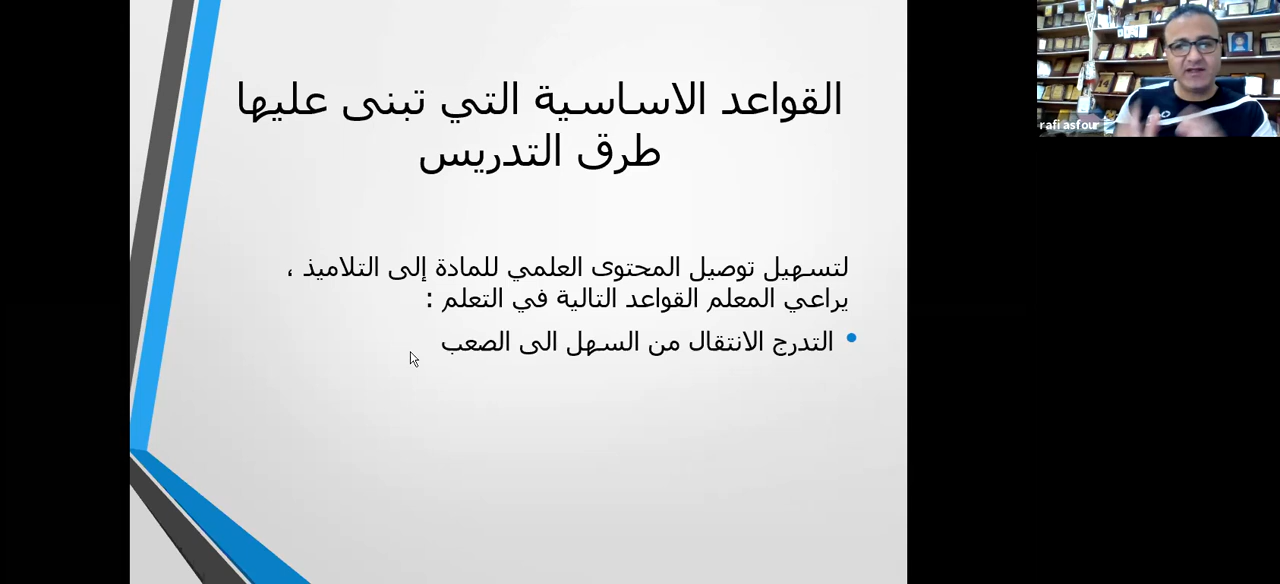 القواعد الاساسية التي تبنى عليها
طرق التدريس
لتسهيل توصيل المحتوى العلمي للمادة إلى التلاميذ ،
يراعي المعلم القواعد التالية في التعلم :
• التدرج الانتقال من السهل الى الصعب
rafi asfour